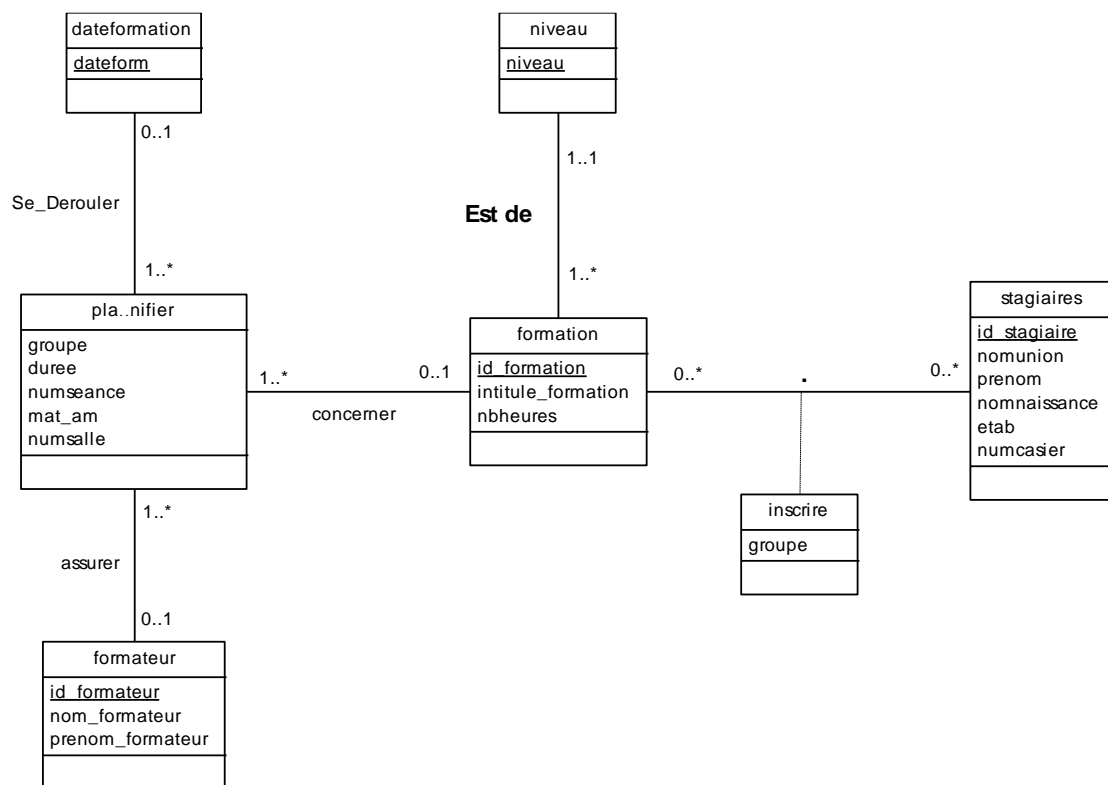 dateformation
dateform
niveau
niveau
0..1
1..1
Se_Derouler
Est de
1..*
1..*
pla..nifier
groupe
duree
numseance
mat_am
numsalle
1..*
0..1
concerner
formation
id_formation
intitule_formation
nbheures
0..*
.
0..*
stagiaires
id_stagiaire
nomunion
prenom
nomnaissance
etab
numcasier
inscrire
groupe
1..*
assurer
0..1
formateur
id_formateur
nom_formateur
prenom_formateur